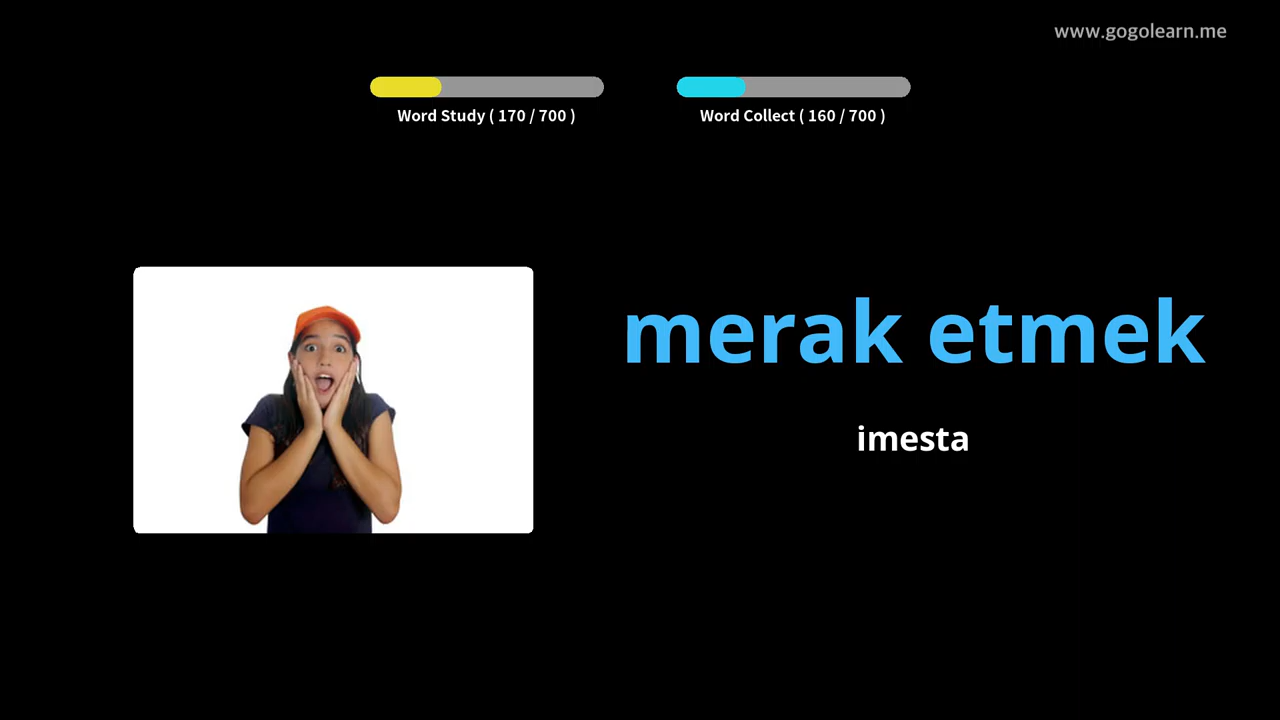 www.gogolearn.me
Word Study ( 170 / 700 )
Word Collect ( 160 / 700 )
merak etmek
imesta